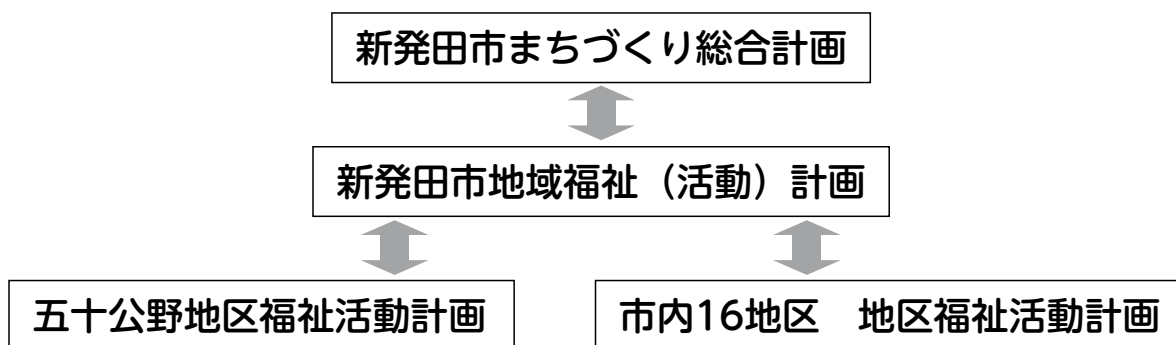 新発田市まちづくり総合計画
新発田市地域福祉（活動）計画
五十公野地区福祉活動計画
市内16地区　地区福祉活動計画